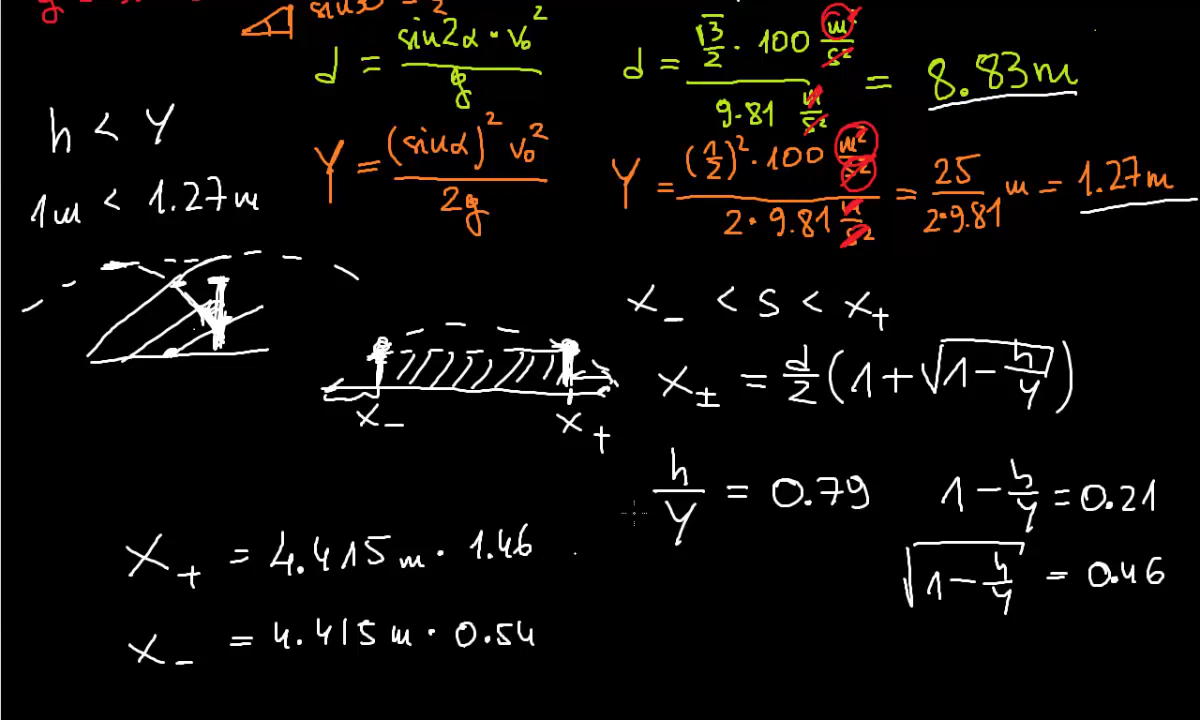 sin30 = 2
d = sin2α · v₀² / g
d = √3/2 · 100 m²/s² / 9.81 m/s² = 8.83m
h < Y
Y = (sinα)² v₀² / 2g
Y = (1/2)² · 100 m²/s² / 2 · 9.81 m/s² = 25 / 2·9.81 m = 1.27m
1m < 1.27m
x₋ < s < x₊
x± = d/2 (1 + √(1 − h/Y))
x₋ x₊
h/Y = 0.79
1 − h/Y = 0.21
x₊ = 4.415m · 1.46
√(1 − h/Y) = 0.46
x₋ = 4.415m · 0.54